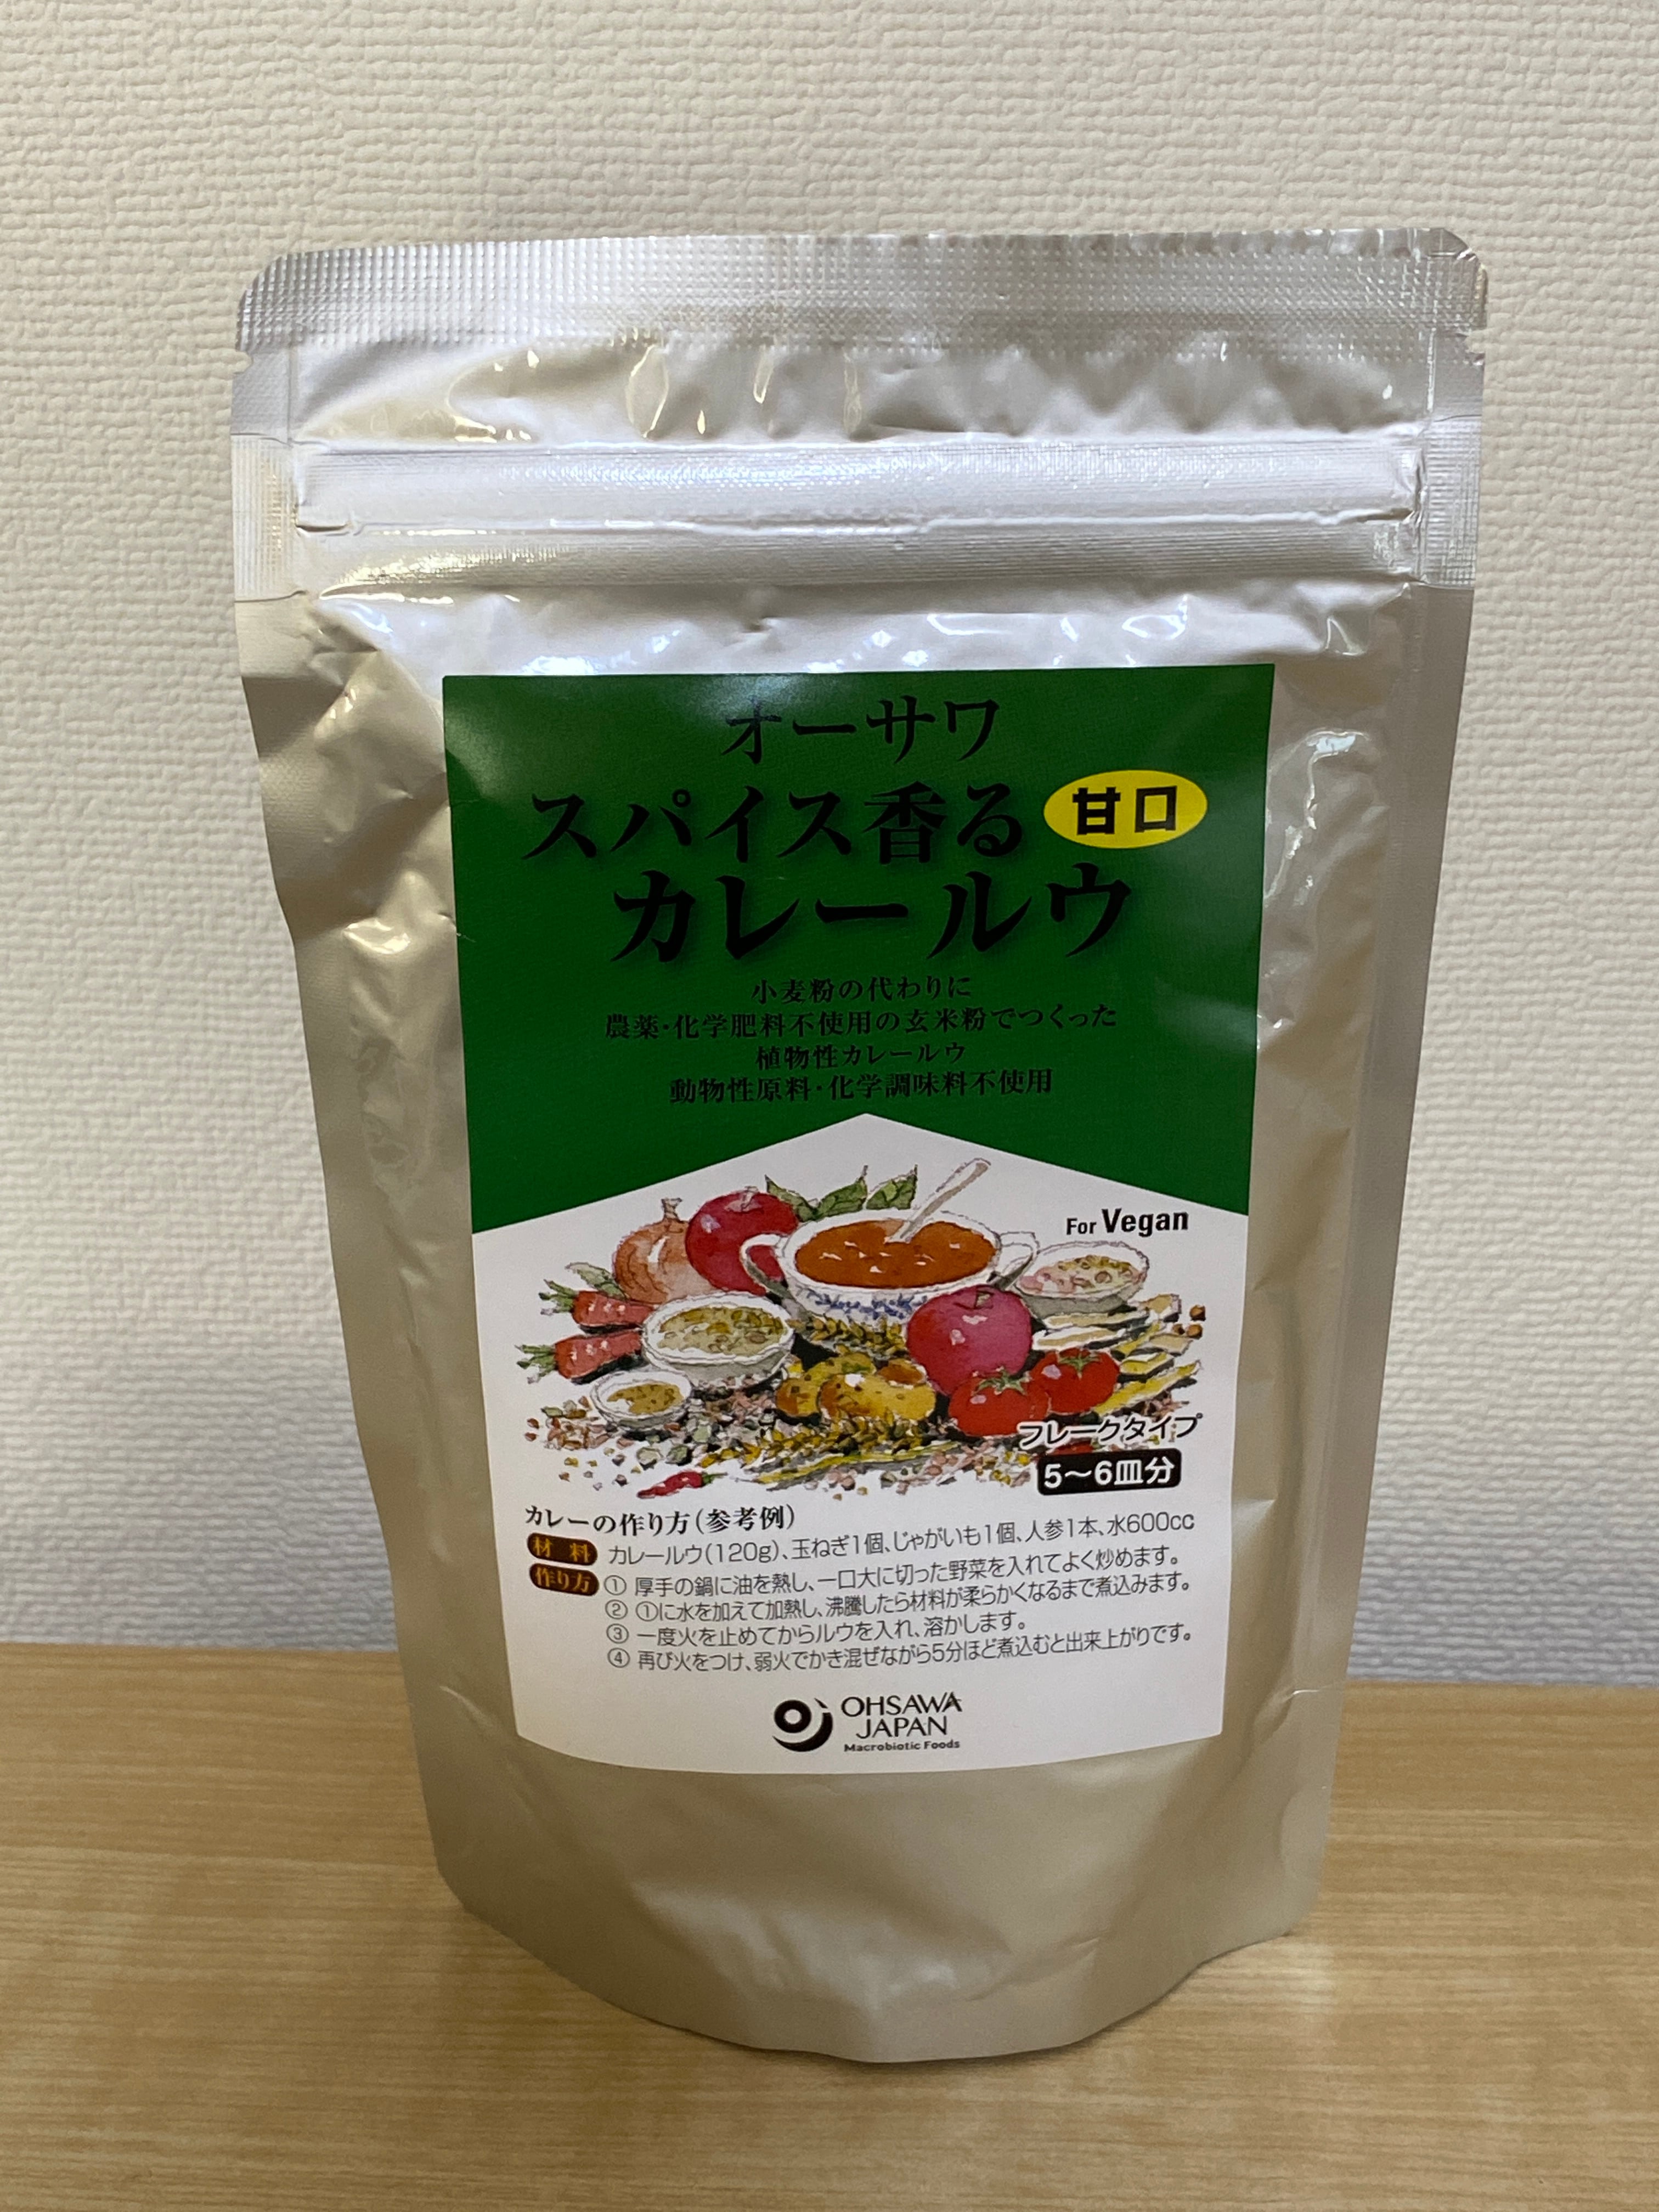 オーサワ
スパイス香る 甘口
カレールウ
小麦粉の代わりに
農薬・化学肥料不使用の玄米粉でつくった
植物性カレールウ
動物性原料・化学調味料不使用
For Vegan
フレークタイプ
5〜6皿分
カレーの作り方(参考例)
材料 カレールウ(120g)、玉ねぎ1個、じゃがいも1個、人参1本、水600cc
作り方 ① 厚手の鍋に油を熱し、一口大に切った野菜を入れてよく炒めます。
② ①に水を加えて加熱し、沸騰したら材料が柔らかくなるまで煮込みます。
③ 一度火を止めてからルウを入れ、溶かします。
④ 再び火をつけ、弱火でかき混ぜながら5分ほど煮込むと出来上がりです。
OHSAWA
JAPAN
Macrobiotic Foods